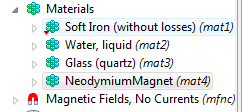 Materials
Soft Iron (without losses) (mat1)
Water, liquid (mat2)
Glass (quartz) (mat3)
NeodymiumMagnet (mat4)
Magnetic Fields, No Currents (mfnc)